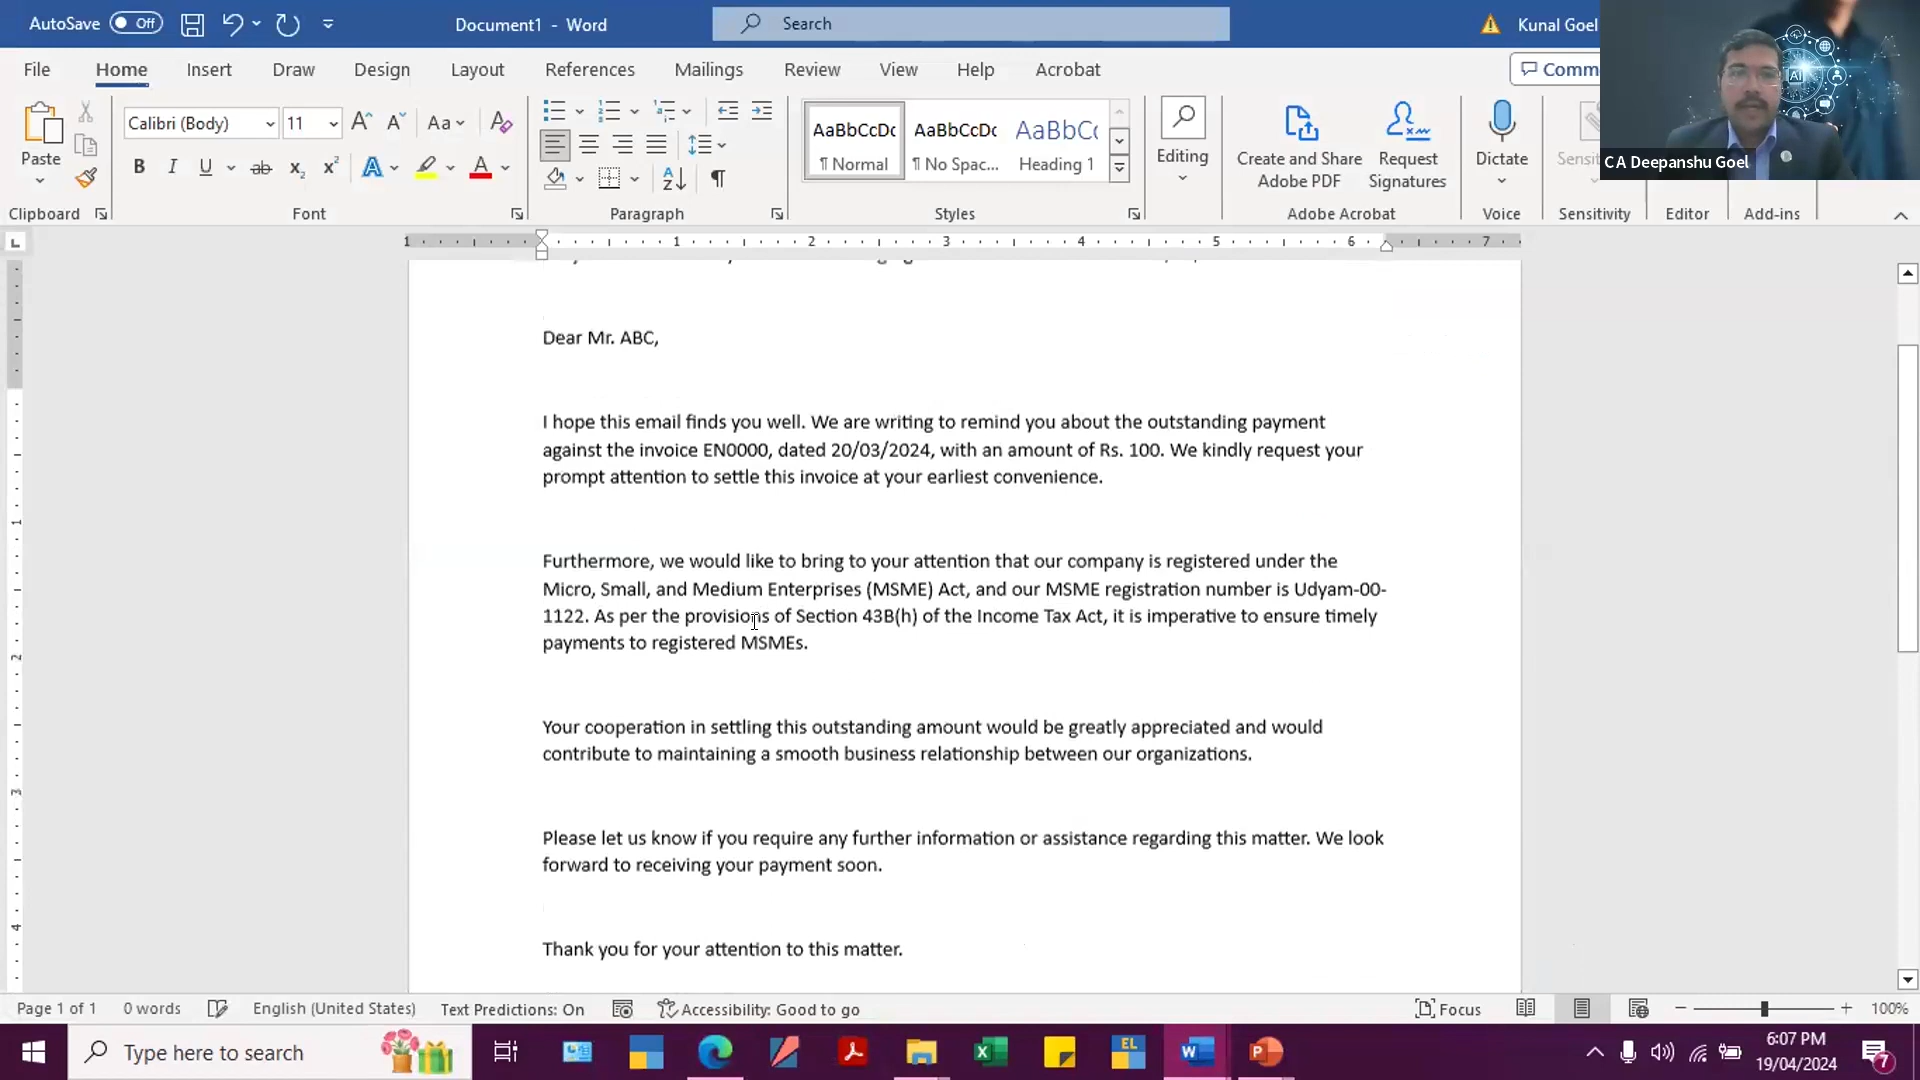 AutoSave Off Document1 - Word Search Kunal Goel
File Home Insert Draw Design Layout References Mailings Review View Help Acrobat
Calibri (Body) 11 Aa
AaBbCcDc AaBbCcDc AaBbCc
Paste ¶ Normal ¶ No Spac... Heading 1 Editing Create and Share Adobe PDF Request Signatures Dictate
C A Deepanshu Goel
Clipboard Font Paragraph Styles Adobe Acrobat Voice Sensitivity Editor Add-ins
1 1 2 3 4 5 6 7
Dear Mr. ABC,
I hope this email finds you well. We are writing to remind you about the outstanding payment
against the invoice EN0000, dated 20/03/2024, with an amount of Rs. 100. We kindly request your
prompt attention to settle this invoice at your earliest convenience.
Furthermore, we would like to bring to your attention that our company is registered under the
Micro, Small, and Medium Enterprises (MSME) Act, and our MSME registration number is Udyam-00-
1122. As per the provisions of Section 43B(h) of the Income Tax Act, it is imperative to ensure timely
payments to registered MSMEs.
Your cooperation in settling this outstanding amount would be greatly appreciated and would
contribute to maintaining a smooth business relationship between our organizations.
Please let us know if you require any further information or assistance regarding this matter. We look
forward to receiving your payment soon.
Thank you for your attention to this matter.
Page 1 of 1 0 words English (United States) Text Predictions: On Accessibility: Good to go Focus 100%
Type here to search 6:07 PM
19/04/2024